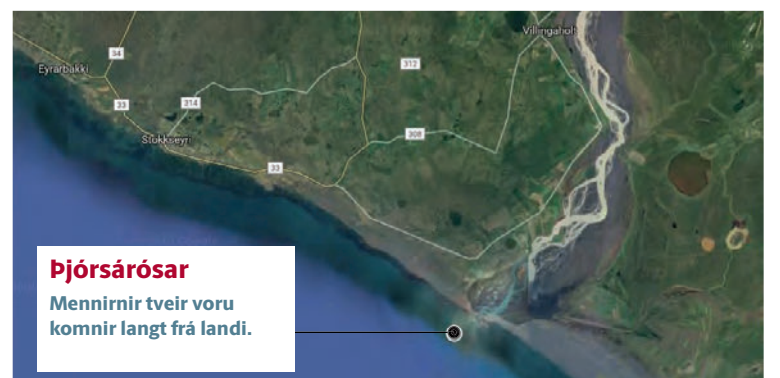 Villingaholt
34
Eyrarbakki
312
33
314
Stokkseyri
308
33
Þjórsárósar
Mennirnir tveir voru
komnir langt frá landi.